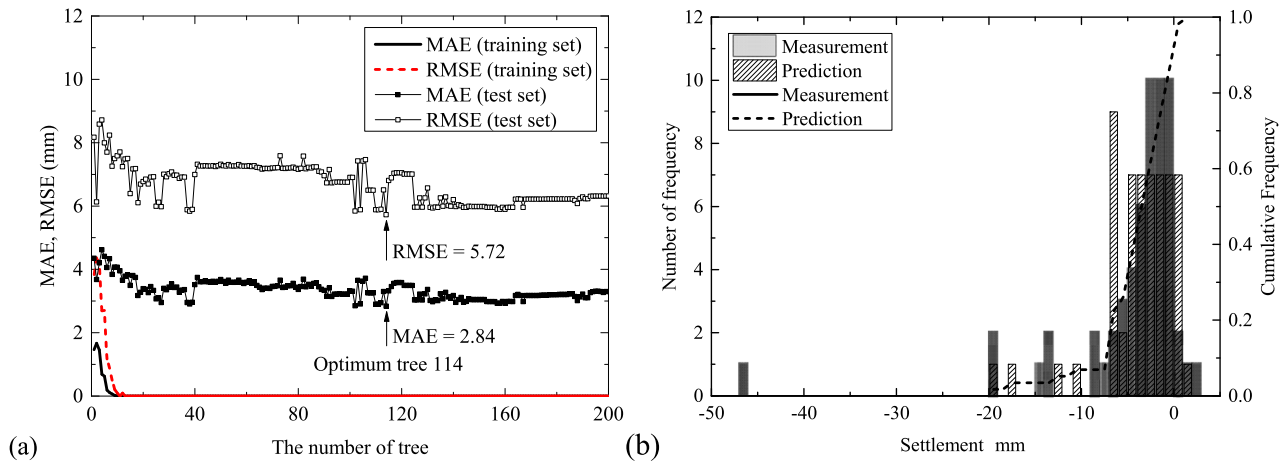 MAE (training set)
RMSE (training set)
MAE (test set)
RMSE (test set)
12
10
8
6
4
2
0
MAE, RMSE (mm)
RMSE = 5.72
MAE = 2.84
Optimum tree 114
0 40 80 120 160 200
The number of tree
(a)
Measurement
Prediction
Measurement
Prediction
12
10
8
6
4
2
0
Number of frequency
1.0
0.8
0.6
0.4
0.2
0.0
Cumulative Frequency
-50 -40 -30 -20 -10 0
Settlement mm
(b)